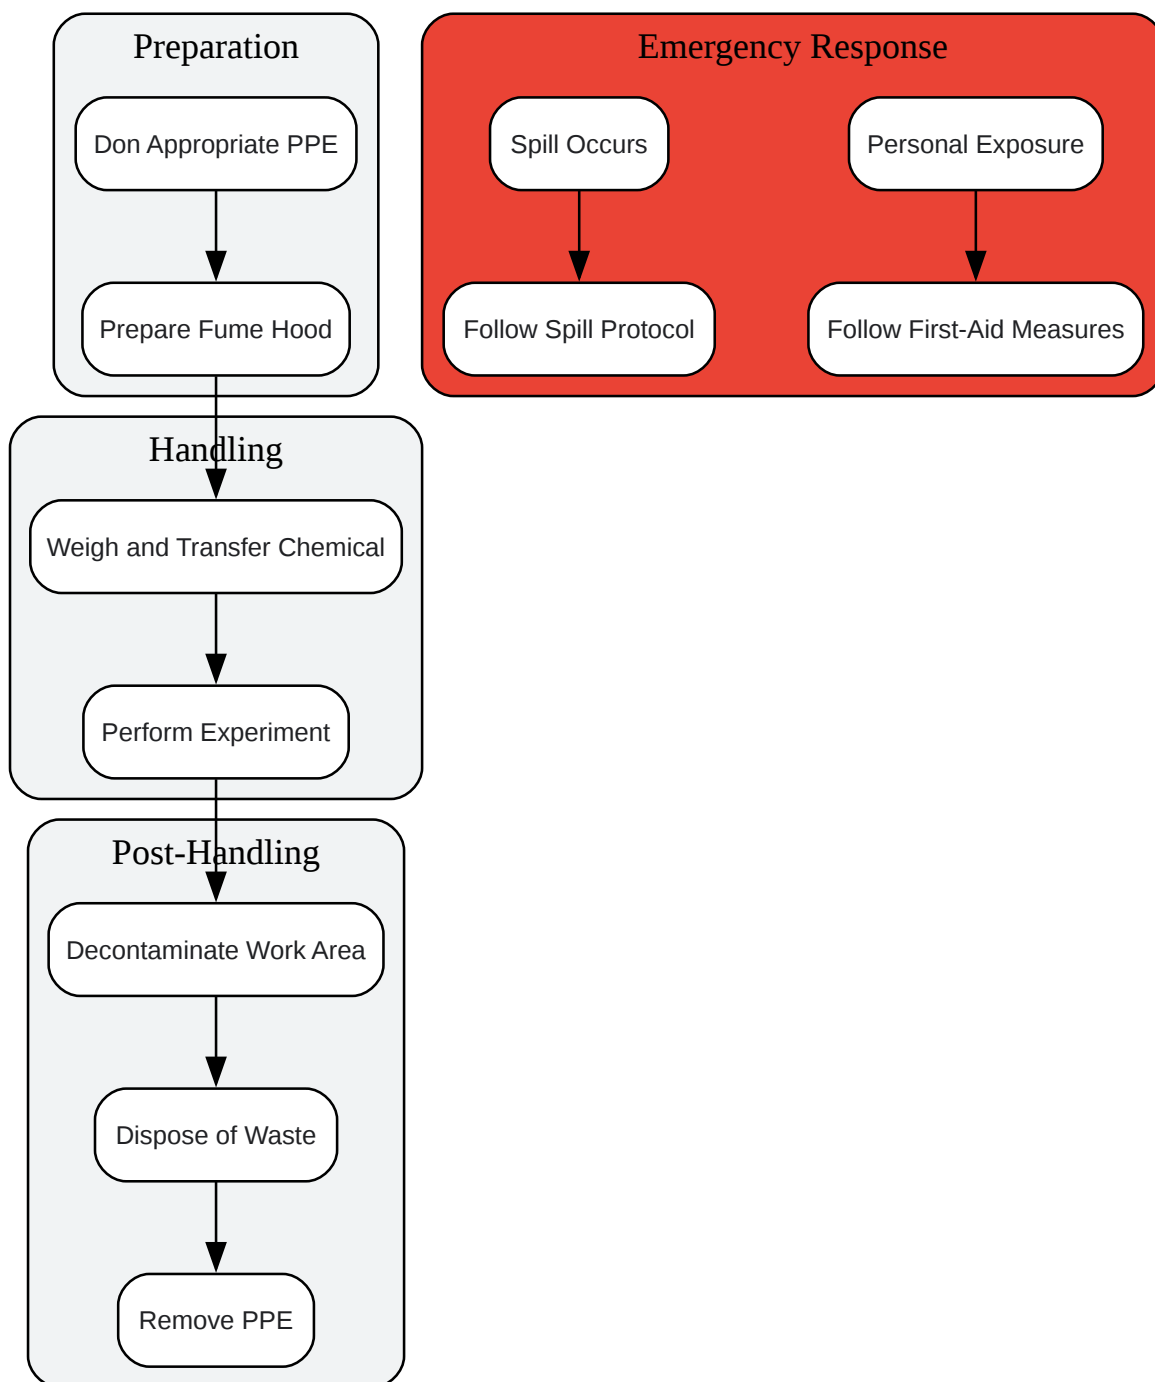 Preparation
Don Appropriate PPE
Prepare Fume Hood
Emergency Response
Spill Occurs
Personal Exposure
Follow Spill Protocol
Follow First-Aid Measures
Handling
Weigh and Transfer Chemical
Perform Experiment
Post-Handling
Decontaminate Work Area
Dispose of Waste
Remove PPE